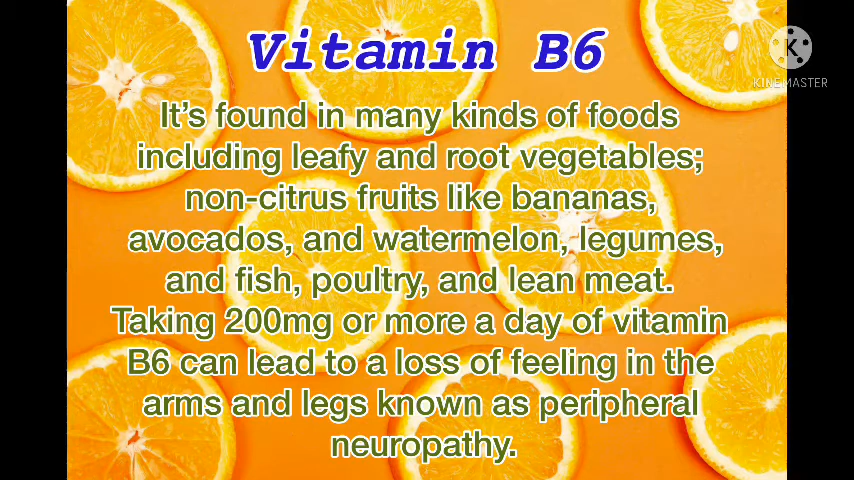 Vitamin B6
K
KINEMASTER
It's found in many kinds of foods
including leafy and root vegetables;
non-citrus fruits like bananas,
avocados, and watermelon, legumes,
and fish, poultry, and lean meat.
Taking 200mg or more a day of vitamin
B6 can lead to a loss of feeling in the
arms and legs known as peripheral
neuropathy.